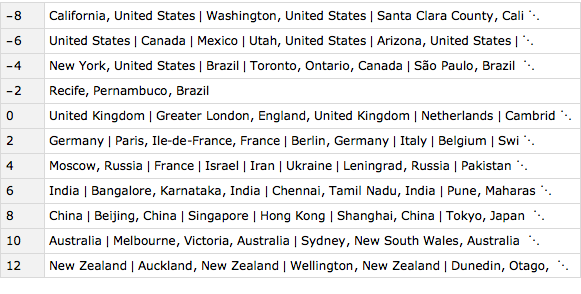 −8 California, United States | Washington, United States | Santa Clara County, Cali ⋱
−6 United States | Canada | Mexico | Utah, United States | Arizona, United States | ⋱
−4 New York, United States | Brazil | Toronto, Ontario, Canada | São Paulo, Brazil ⋱
−2 Recife, Pernambuco, Brazil
0 United Kingdom | Greater London, England, United Kingdom | Netherlands | Cambrid ⋱
2 Germany | Paris, Ile-de-France, France | Berlin, Germany | Italy | Belgium | Swi ⋱
4 Moscow, Russia | France | Israel | Iran | Ukraine | Leningrad, Russia | Pakistan ⋱
6 India | Bangalore, Karnataka, India | Chennai, Tamil Nadu, India | Pune, Maharas ⋱
8 China | Beijing, China | Singapore | Hong Kong | Shanghai, China | Tokyo, Japan ⋱
10 Australia | Melbourne, Victoria, Australia | Sydney, New South Wales, Australia ⋱
12 New Zealand | Auckland, New Zealand | Wellington, New Zealand | Dunedin, Otago, ⋱